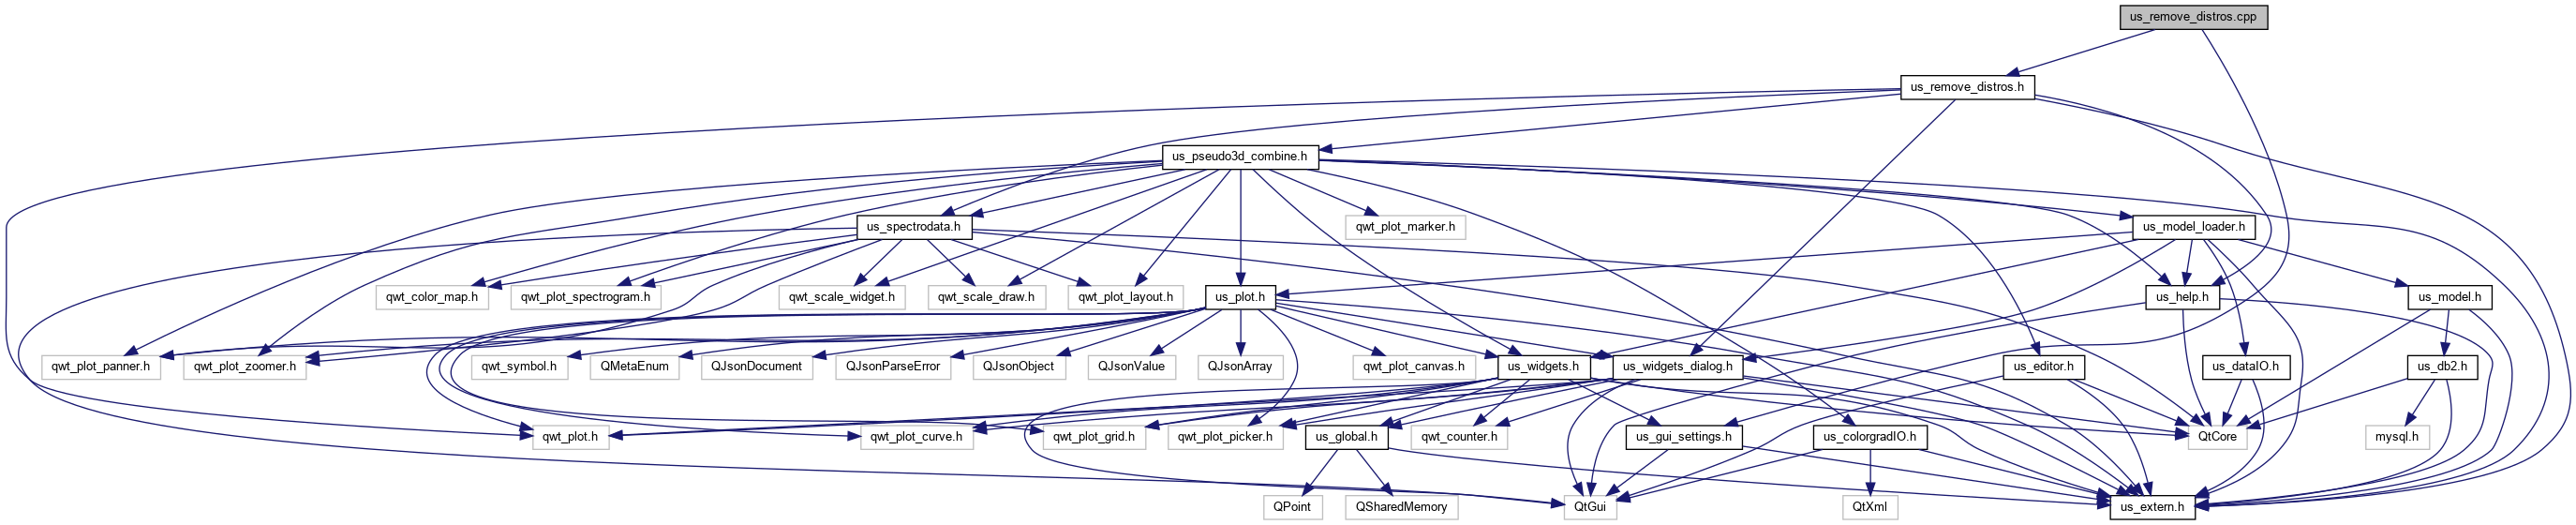 us_remove_distros.cpp
us_remove_distros.h
us_pseudo3d_combine.h
us_spectrodata.h
qwt_plot_marker.h
us_model_loader.h
qwt_color_map.h
qwt_plot_spectrogram.h
qwt_scale_widget.h
qwt_scale_draw.h
qwt_plot_layout.h
us_plot.h
us_help.h
us_model.h
qwt_plot_panner.h
qwt_plot_zoomer.h
qwt_symbol.h
QMetaEnum
QJsonDocument
QJsonParseError
QJsonObject
QJsonValue
QJsonArray
qwt_plot_canvas.h
us_widgets.h
us_widgets_dialog.h
us_editor.h
us_dataIO.h
us_db2.h
qwt_plot.h
qwt_plot_curve.h
qwt_plot_grid.h
qwt_plot_picker.h
us_global.h
qwt_counter.h
us_gui_settings.h
us_colorgradIO.h
QtCore
mysql.h
QPoint
QSharedMemory
QtGui
QtXml
us_extern.h